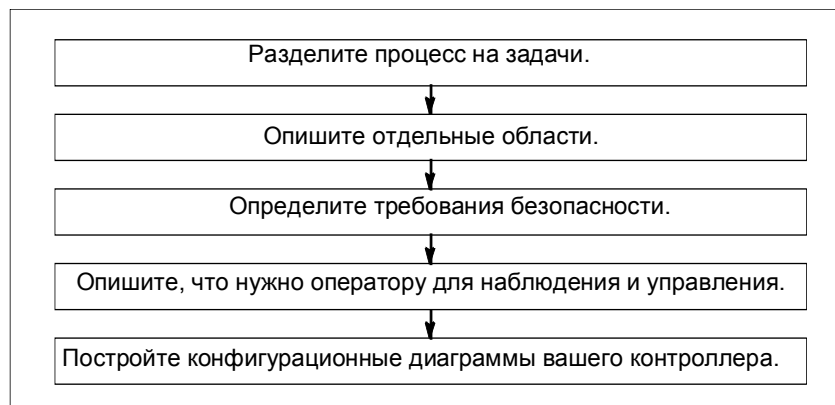 Разделите процесс на задачи.
Опишите отдельные области.
Определите требования безопасности.
Опишите, что нужно оператору для наблюдения и управления.
Постройте конфигурационные диаграммы вашего контроллера.